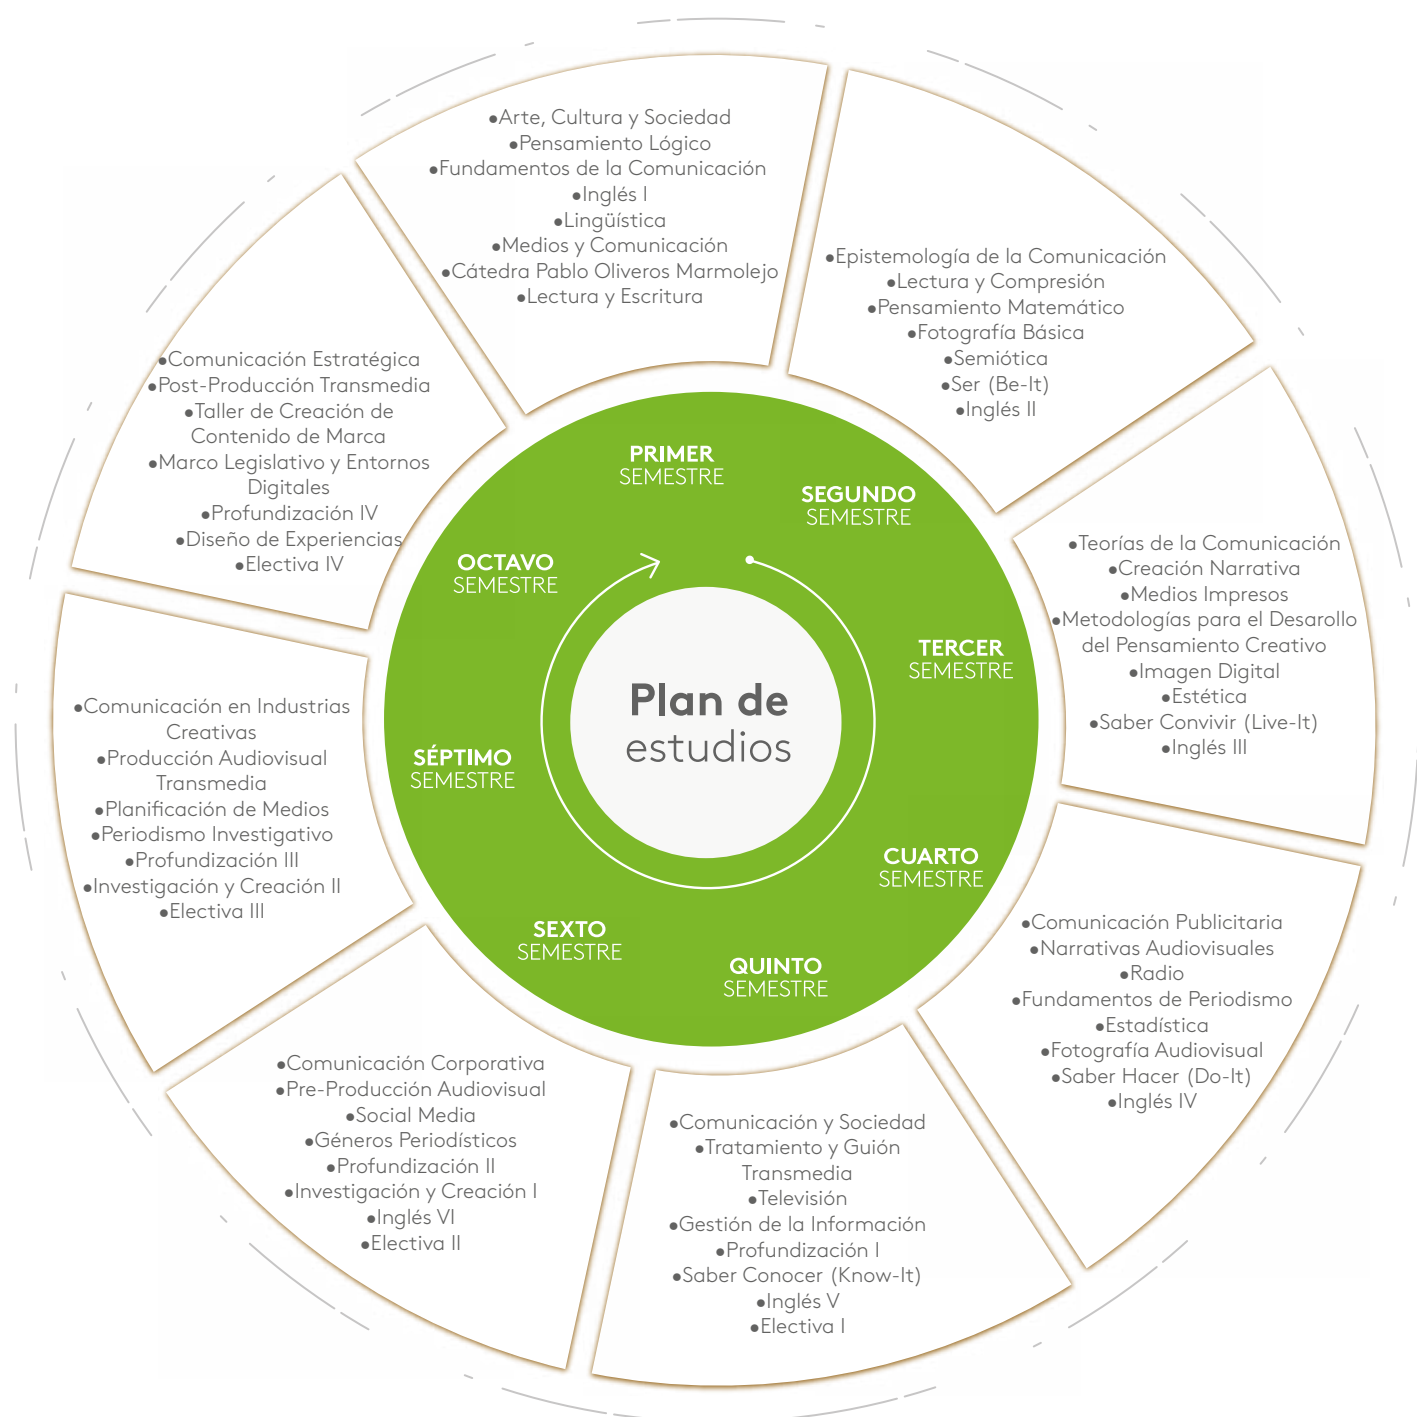 Plan de
estudios
PRIMER
SEMESTRE
•Arte, Cultura y Sociedad
•Pensamiento Lógico
•Fundamentos de la Comunicación
•Inglés I
•Lingüística
•Medios y Comunicación
•Cátedra Pablo Oliveros Marmolejo
•Lectura y Escritura
SEGUNDO
SEMESTRE
•Epistemología de la Comunicación
•Lectura y Compresión
•Pensamiento Matemático
•Fotografía Básica
•Semiótica
•Ser (Be-It)
•Inglés II
TERCER
SEMESTRE
•Teorías de la Comunicación
•Creación Narrativa
•Medios Impresos
•Metodologías para el Desarollo
del Pensamiento Creativo
•Imagen Digital
•Estética
•Saber Convivir (Live-It)
•Inglés III
CUARTO
SEMESTRE
•Comunicación Publicitaria
•Narrativas Audiovisuales
•Radio
•Fundamentos de Periodismo
•Estadística
•Fotografía Audiovisual
•Saber Hacer (Do-It)
•Inglés IV
QUINTO
SEMESTRE
•Comunicación y Sociedad
•Tratamiento y Guión
Transmedia
•Televisión
•Gestión de la Información
•Profundización I
•Saber Conocer (Know-It)
•Inglés V
•Electiva I
SEXTO
SEMESTRE
•Comunicación Corporativa
•Pre-Producción Audiovisual
•Social Media
•Géneros Periodísticos
•Profundización II
•Investigación y Creación I
•Inglés VI
•Electiva II
SÉPTIMO
SEMESTRE
•Comunicación en Industrias
Creativas
•Producción Audiovisual
Transmedia
•Planificación de Medios
•Periodismo Investigativo
•Profundización III
•Investigación y Creación II
•Electiva III
OCTAVO
SEMESTRE
•Comunicación Estratégica
•Post-Producción Transmedia
•Taller de Creación de
Contenido de Marca
•Marco Legislativo y Entornos
Digitales
•Profundización IV
•Diseño de Experiencias
•Electiva IV